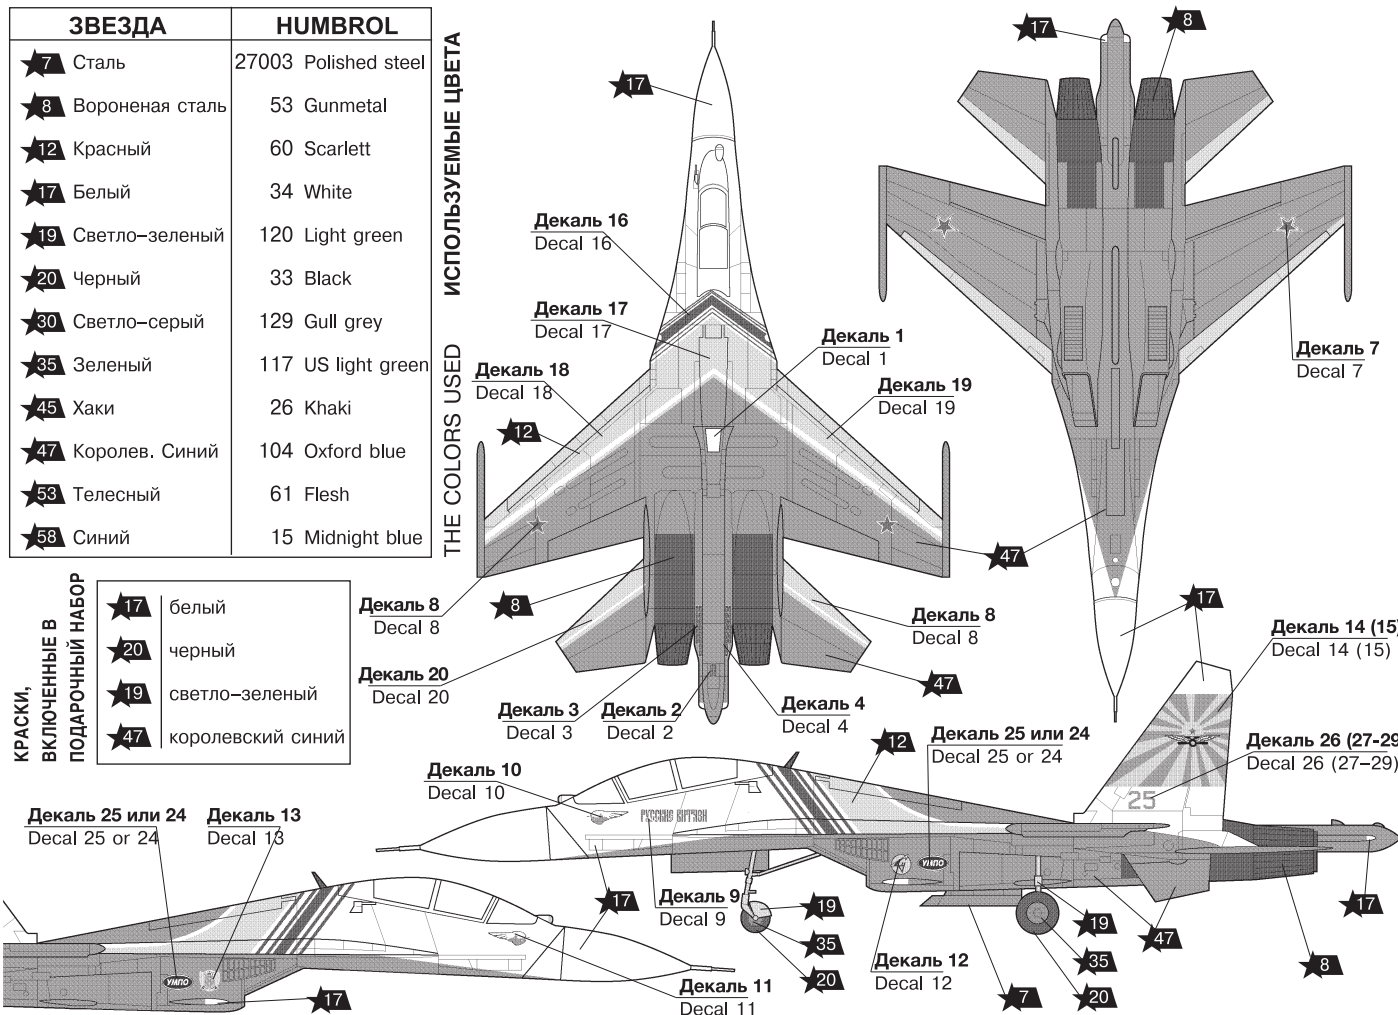 ЗВЕЗДА HUMBROL
7 Сталь 27003 Polished steel
8 Вороненая сталь 53 Gunmetal
12 Красный 60 Scarlett
17 Белый 34 White
19 Светло-зеленый 120 Light green
20 Черный 33 Black
30 Светло-серый 129 Gull grey
35 Зеленый 117 US light green
45 Хаки 26 Khaki
47 Королев. Синий 104 Oxford blue
53 Телесный 61 Flesh
58 Синий 15 Midnight blue
ИСПОЛЬЗУЕМЫЕ ЦВЕТА
THE COLORS USED
КРАСКИ,
ВКЛЮЧЕННЫЕ В
ПОДАРОЧНЫЙ НАБОР
17 белый
20 черный
19 светло-зеленый
47 королевский синий
17
Декаль 16
Decal 16
Декаль 17
Decal 17
Декаль 1
Decal 1
Декаль 18
Decal 18
Декаль 19
Decal 19
12
47
8
Декаль 8
Decal 8
Декаль 8
Decal 8
Декаль 20
Decal 20
47
Декаль 3
Decal 3
Декаль 2
Decal 2
Декаль 4
Decal 4
17
8
Декаль 7
Decal 7
17
Декаль 14 (15)
Decal 14 (15)
Декаль 26 (27-29
Decal 26 (27-29)
12
Декаль 25 или 24
Decal 25 or 24
Декаль 10
Decal 10
РУССКИЕ ВИТЯЗИ
25
УМПО
17
Декаль 9
Decal 9
19
35
20
Декаль 12
Decal 12
7
19
35
20
47
8
17
Декаль 25 или 24
Decal 25 or 24
Декаль 13
Decal 13
УМПО
17
Декаль 11
Decal 11